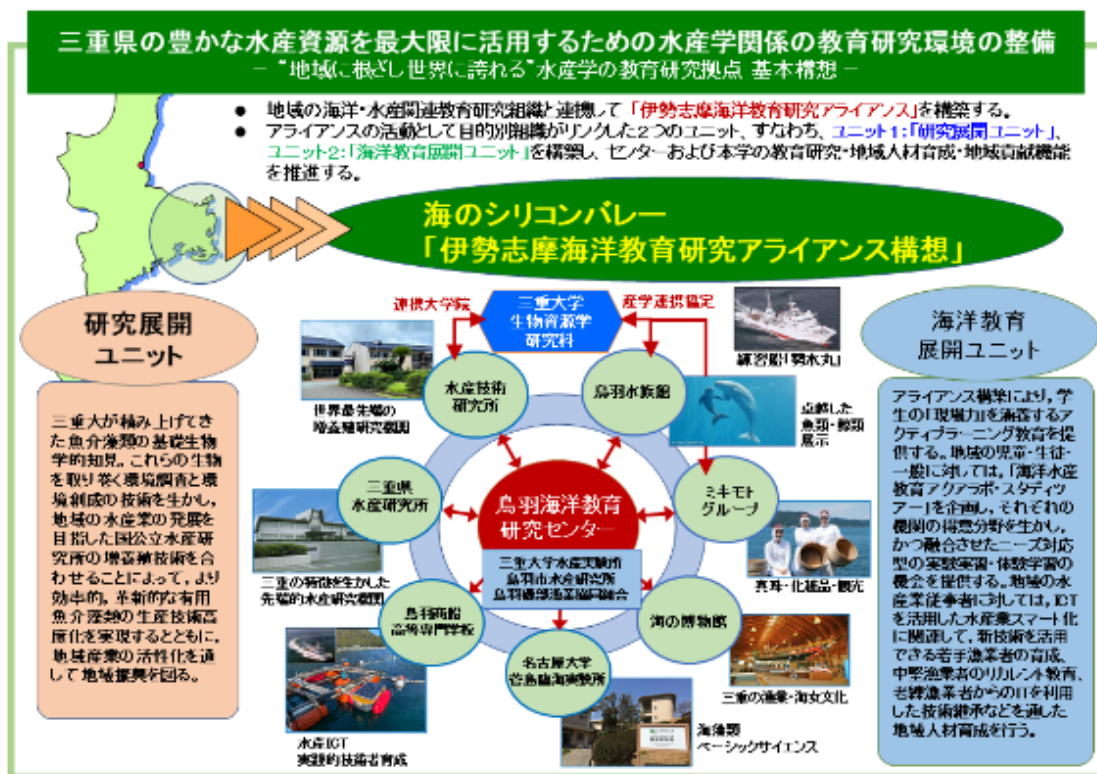 三重県の豊かな水産資源を最大限に活用するための水産学関係の教育研究環境の整備
－ “地域に根ざし世界に誇れる”水産学の教育研究拠点 基本構想 －
● 地域の海洋・水産関連教育研究組織と連携して「伊勢志摩海洋教育研究アライアンス」を構築する。
● アライアンスの活動として目的別組織がリンクした2つのユニット、すなわち、ユニット1:「研究展開ユニット」、
ユニット2:「海洋教育展開ユニット」を構築し、センターおよび本学の教育研究・地域人材育成・地域貢献機能
を推進する。
海のシリコンバレー
「伊勢志摩海洋教育研究アライアンス構想」
研究展開
ユニット
三重大が積み上げてき
た魚介藻類の基礎生物
学的知見。これらの生物
を取り巻く環境調査と環
境創成の技術を生かし、
地域の水産業の発展を
目指した国公立水産研
究所の増養殖技術を合
わせることによって、より
効率的、革新的な有用
魚介藻類の生産技術高
度化を実現するとともに、
地域産業の活性化を通
して地域振興を図る。
連携大学院
三重大学
生物資源学
研究科
産学連携協定
練習船「勢水丸」
水産技術
研究所
世界最先端の
増養殖研究機関
鳥羽水族館
卓越した
魚類・鯨類
展示
三重県
水産研究所
三重の特徴を生かした
先端的水産研究機関
鳥羽海洋教育
研究センター
三重大学水産実験所
鳥羽市水産研究所
鳥羽磯部漁業協同組合
ミキモト
グループ
真珠・化粧品・観光
鳥羽商船
高等専門学校
水産ICT
実践的技術者育成
名古屋大学
菅島臨海実験所
海藻類
ベーシックサイエンス
海の博物館
三重の漁業・海女文化
海洋教育
展開ユニット
アライアンス構築により、学
生の「現場力」を涵養するア
クティブラーニング教育を提
供する。地域の児童・生徒・
一般に対しては、「海洋水産
教育アクアラボ・スタディツ
アー」を企画し、それぞれの
機関の得意分野を生かし、
かつ融合させたニーズ対応
型の実験実習・体験学習の
機会を提供する。地域の水
産業従事者に対しては、ICT
を活用した水産業スマート化
に関連して、新技術を活用
できる若手漁業者の育成、
中堅漁業者のリカレント教育、
老練漁業者からのITを利用
した技術継承などを通した
地域人材育成を行う。